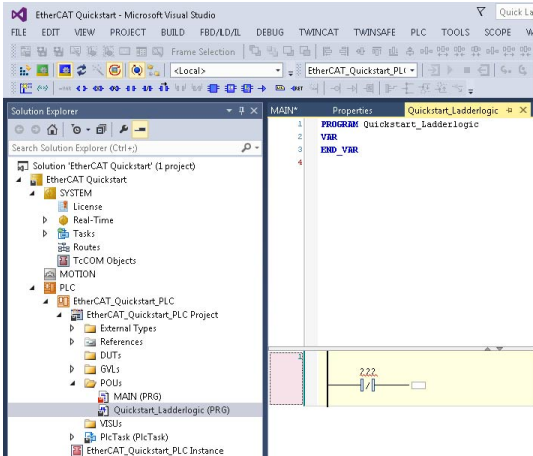 EtherCAT Quickstart - Microsoft Visual Studio
Quick La
FILE EDIT VIEW PROJECT BUILD FBD/LD/IL DEBUG TWINCAT TWINSAFE PLC TOOLS SCOPE W
Frame Selection
<Local> EtherCAT_Quickstart_PL(
Solution Explorer
MAIN* Properties Quickstart_Ladderlogic
Search Solution Explorer (Ctrl+;)
Solution 'EtherCAT Quickstart' (1 project)
EtherCAT Quickstart
SYSTEM
License
Real-Time
Tasks
Routes
TcCOM Objects
MOTION
PLC
EtherCAT_Quickstart_PLC
EtherCAT_Quickstart_PLC Project
External Types
References
DUTs
GVLs
POUs
MAIN (PRG)
Quickstart_Ladderlogic (PRG)
VISUs
PlcTask (PlcTask)
EtherCAT_Quickstart_PLC Instance
1 PROGRAM Quickstart_Ladderlogic
2 VAR
3 END_VAR
4
1
???